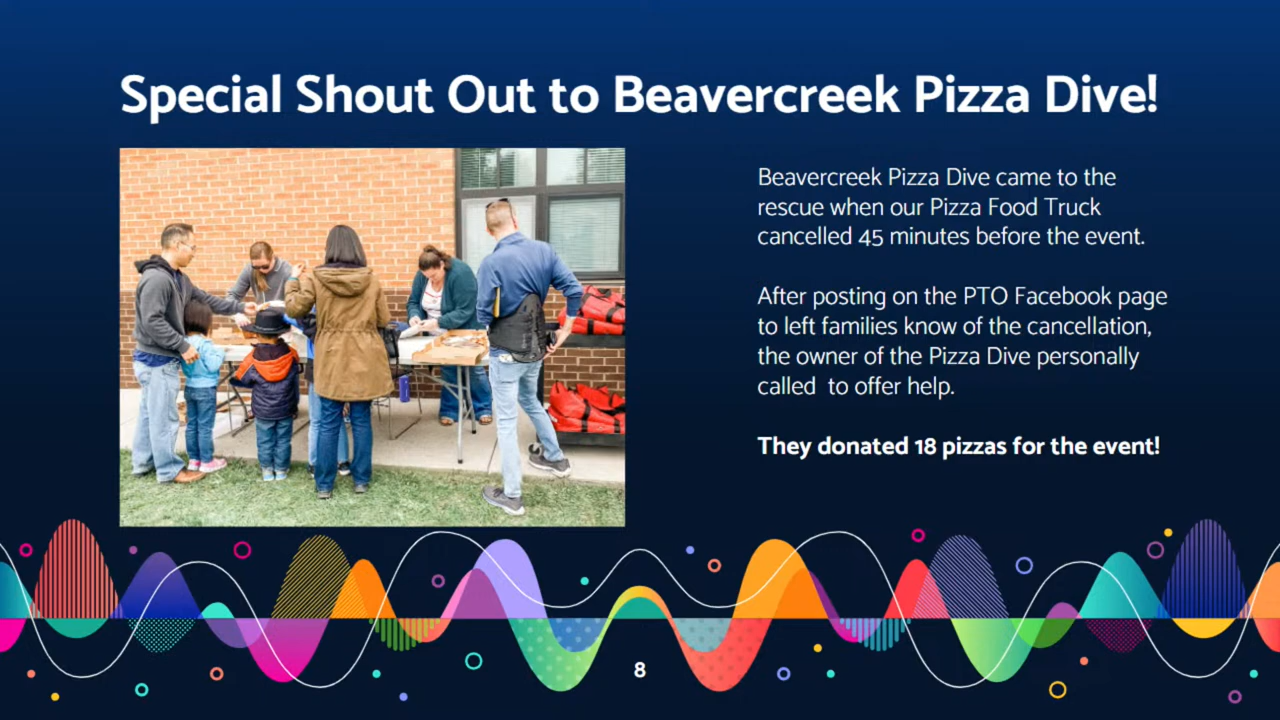 Special Shout Out to Beavercreek Pizza Dive!
Beavercreek Pizza Dive came to the
rescue when our Pizza Food Truck
cancelled 45 minutes before the event.
After posting on the PTO Facebook page
to left families know of the cancellation,
the owner of the Pizza Dive personally
called  to offer help.
They donated 18 pizzas for the event!
8